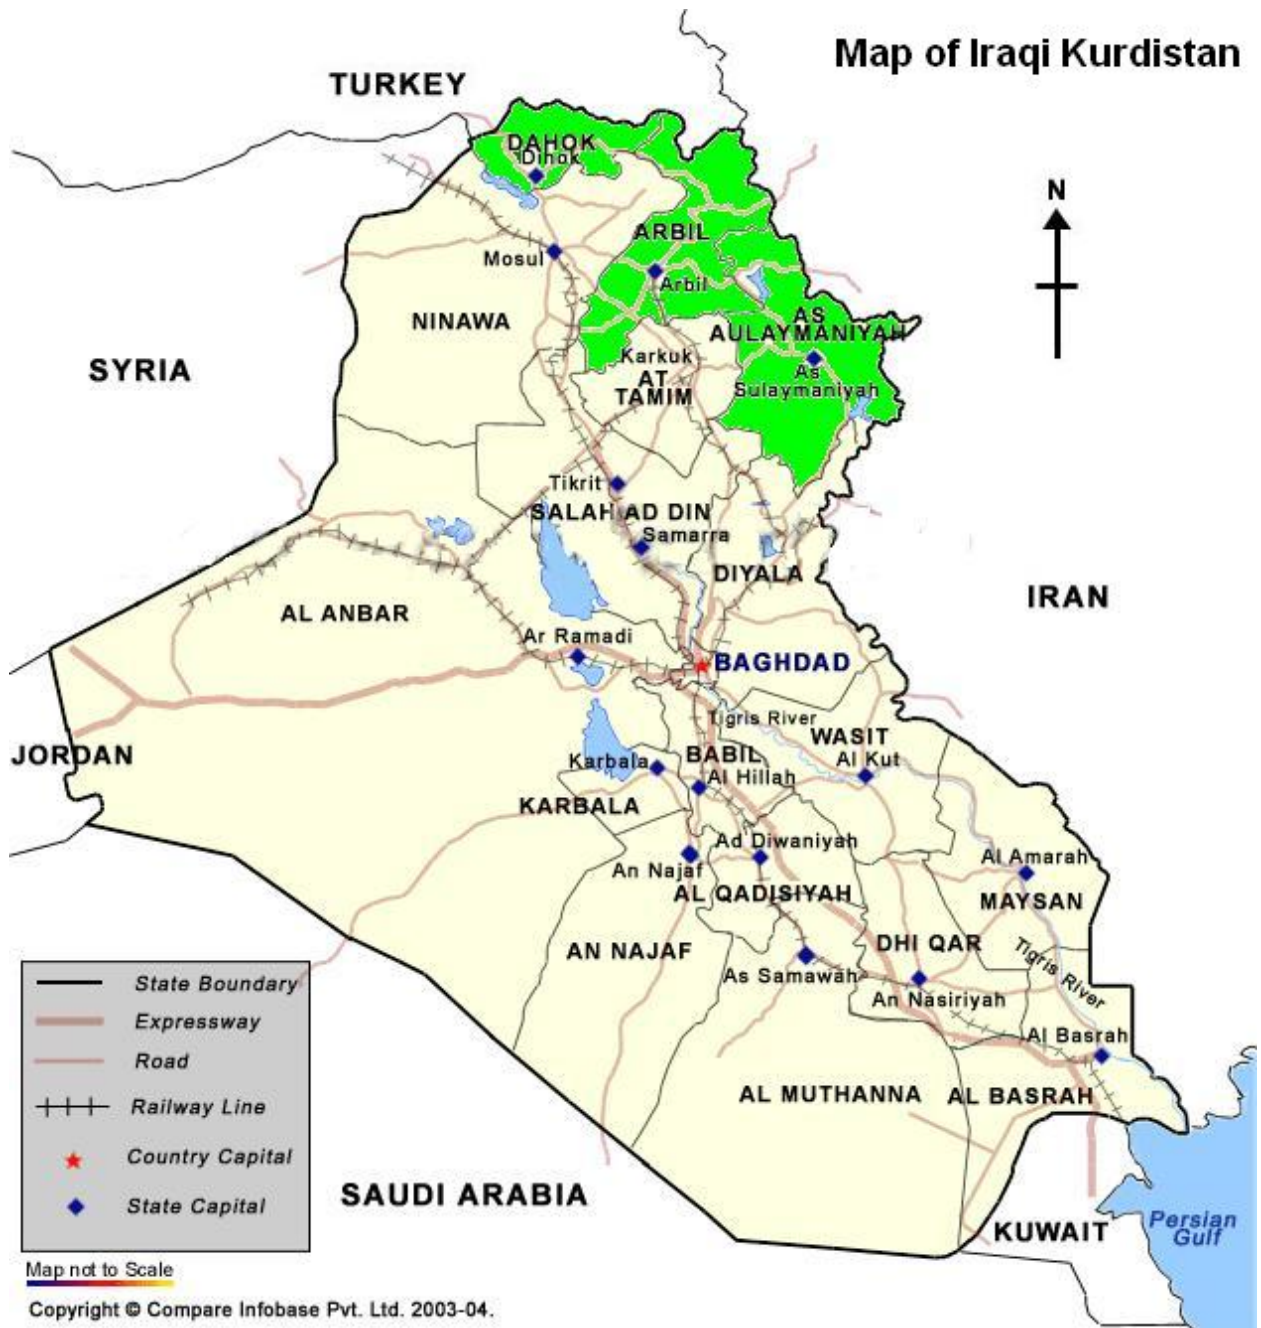 Map of Iraqi Kurdistan
TURKEY
DAHOK
Dihok
N
ARBIL
Mosul
Arbil
NINAWA
AS
AULAYMANIYAH
SYRIA
Karkuk
AT
TAMIM
As
Sulaymaniyah
Tikrit
SALAH AD DIN
Samarra
DIYALA
IRAN
AL ANBAR
Ar Ramadi
BAGHDAD
Tigris River
JORDAN
WASIT
BABIL
Al Kut
Karbala
Al Hillah
KARBALA
Ad Diwaniyah
Al Amarah
An Najaf
AL QADISIYAH
MAYSAN
AN NAJAF
DHI QAR
Tigris River
As Samawah
An Nasiriyah
Al Basrah
AL MUTHANNA
AL BASRAH
State Boundary
Expressway
Road
Railway Line
Country Capital
State Capital
SAUDI ARABIA
KUWAIT
Persian
Gulf
Map not to Scale
Copyright © Compare Infobase Pvt. Ltd. 2003-04.